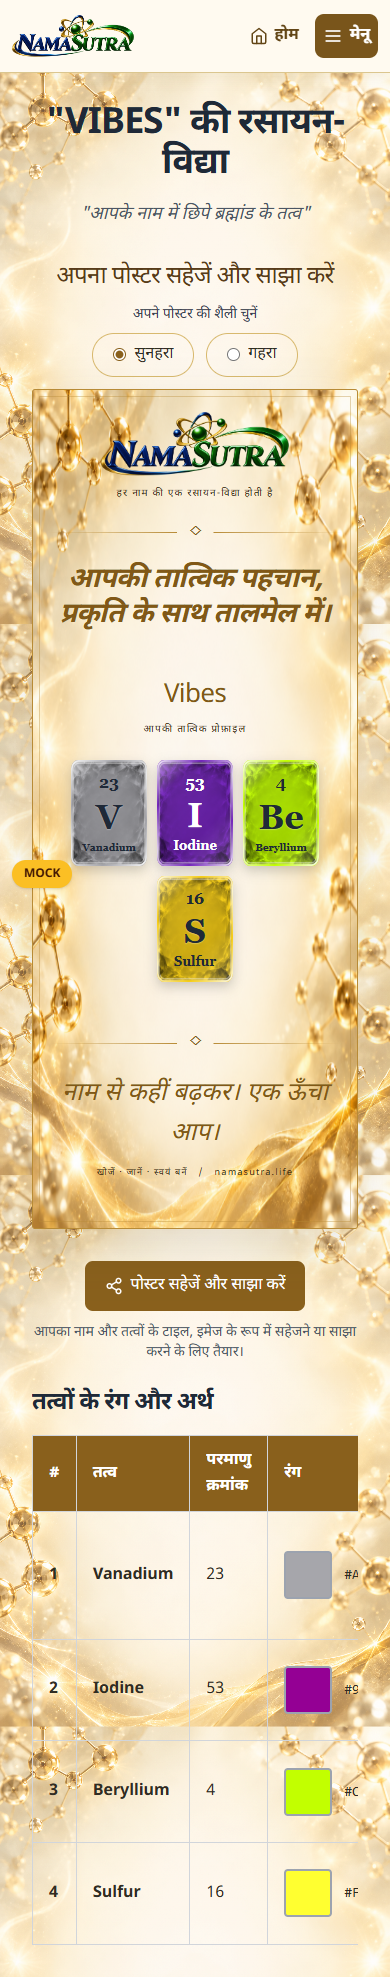 NAMASUTRA
होम
मेनू
"VIBES" की रसायन-
विद्या
"आपके नाम में छिपे ब्रह्मांड के तत्व"
अपना पोस्टर सहेजें और साझा करें
अपने पोस्टर की शैली चुनें
सुनहरा
गहरा
NAMASUTRA
हर नाम की एक रसायन-विद्या होती है
आपकी तात्विक पहचान,
प्रकृति के साथ तालमेल में।
Vibes
आपकी तात्विक प्रोफ़ाइल
23
V
Vanadium
53
I
Iodine
4
Be
Beryllium
MOCK
16
S
Sulfur
नाम से कहीं बढ़कर। एक ऊँचा
आप।
खोजें · जानें · स्वयं बनें / namasutra.life
पोस्टर सहेजें और साझा करें
आपका नाम और तत्वों के टाइल, इमेज के रूप में सहेजने या साझा
करने के लिए तैयार।
तत्वों के रंग और अर्थ
# तत्व परमाणु क्रमांक रंग
1 Vanadium 23 #A
2 Iodine 53 #9
3 Beryllium 4 #C
4 Sulfur 16 #F